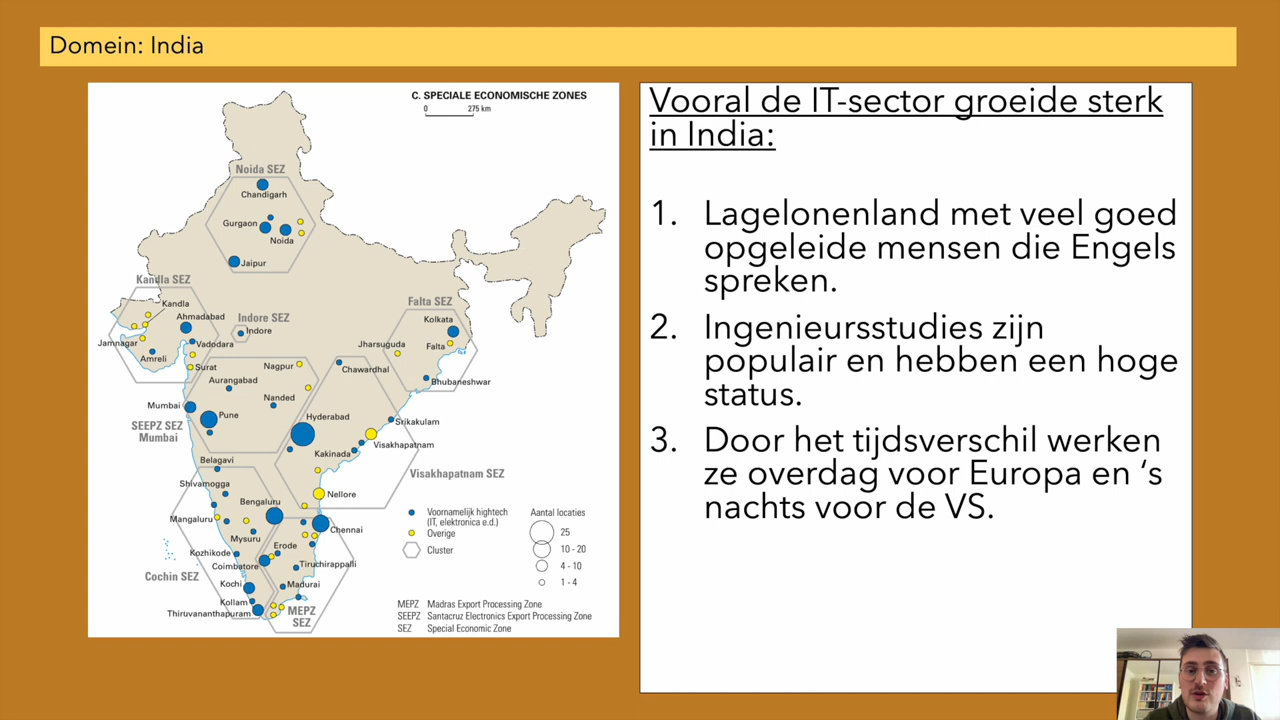 Domein: India
C. SPECIALE ECONOMISCHE ZONES
0 275 km
Noida SEZ
Chandigarh
Gurgaon
Noida
Jaipur
Kandla SEZ
Kandla
Ahmadabad
Indore SEZ
Indore
Jamnagar
Vadodara
Amreli
Surat
Falta SEZ
Kolkata
Jharsuguda
Falta
Nagpur
Chawardhal
Aurangabad
Bhubaneshwar
Nanded
Mumbai
Pune
Hyderabad
SEEPZ SEZ
Mumbai
Srikakulam
Visakhapatnam
Kakinada
Belagavi
Visakhapatnam SEZ
Shivamogga
Nellore
Bengaluru
Mangaluru
Chennai
Mysuru
Erode
Kozhikode
Coimbatore
Tiruchirappalli
Cochin SEZ
Kochi
Madurai
Kollam
Thiruvananthapuram
MEPZ
SEZ
Voornamelijk hightech
(IT, elektronica e.d.)
Overige
Cluster
Aantal locaties
25
10 - 20
4 - 10
1 - 4
MEPZ Madras Export Processing Zone
SEEPZ Santacruz Electronics Export Processing Zone
SEZ Special Economic Zone
Vooral de IT-sector groeide sterk
in India:
1. Lagelonenland met veel goed
opgeleide mensen die Engels
spreken.
2. Ingenieursstudies zijn
populair en hebben een hoge
status.
3. Door het tijdsverschil werken
ze overdag voor Europa en ‘s
nachts voor de VS.